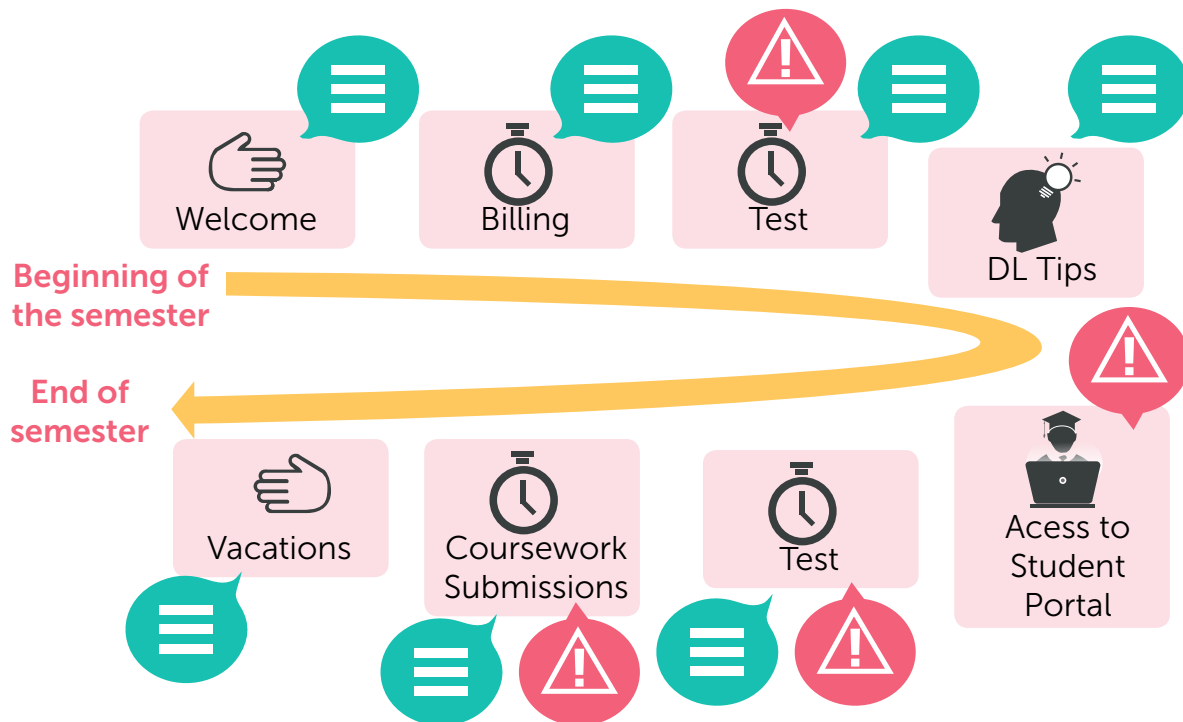 Welcome
Billing
Test
DL Tips
Beginning of
the semester
End of
semester
Vacations
Coursework
Submissions
Test
Acess to
Student
Portal